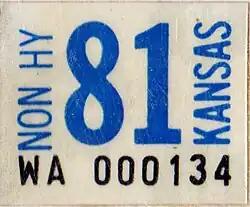 NON HY
81
KANSAS
WA 000134